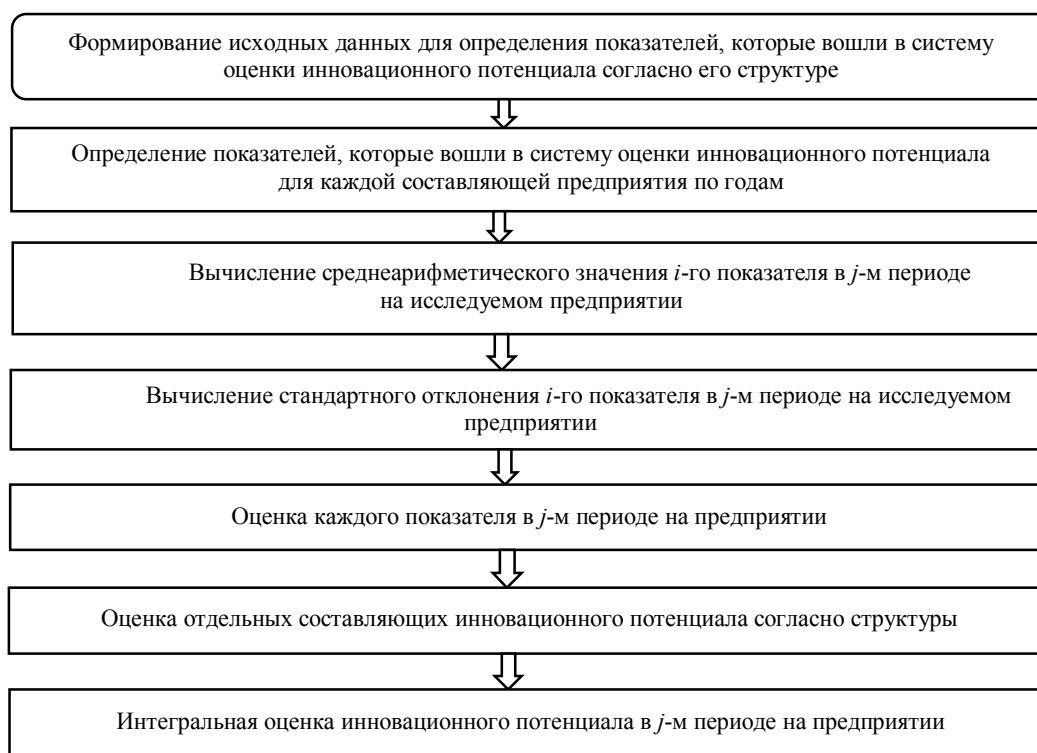 Формирование исходных данных для определения показателей, которые вошли в систему
оценки инновационного потенциала согласно его структуре
Определение показателей, которые вошли в систему оценки инновационного потенциала
для каждой составляющей предприятия по годам
Вычисление среднеарифметического значения i-го показателя в j-м периоде
на исследуемом предприятии
Вычисление стандартного отклонения i-го показателя в j-м периоде на исследуемом
предприятии
Оценка каждого показателя в j-м периоде на предприятии
Оценка отдельных составляющих инновационного потенциала согласно структуры
Интегральная оценка инновационного потенциала в j-м периоде на предприятии